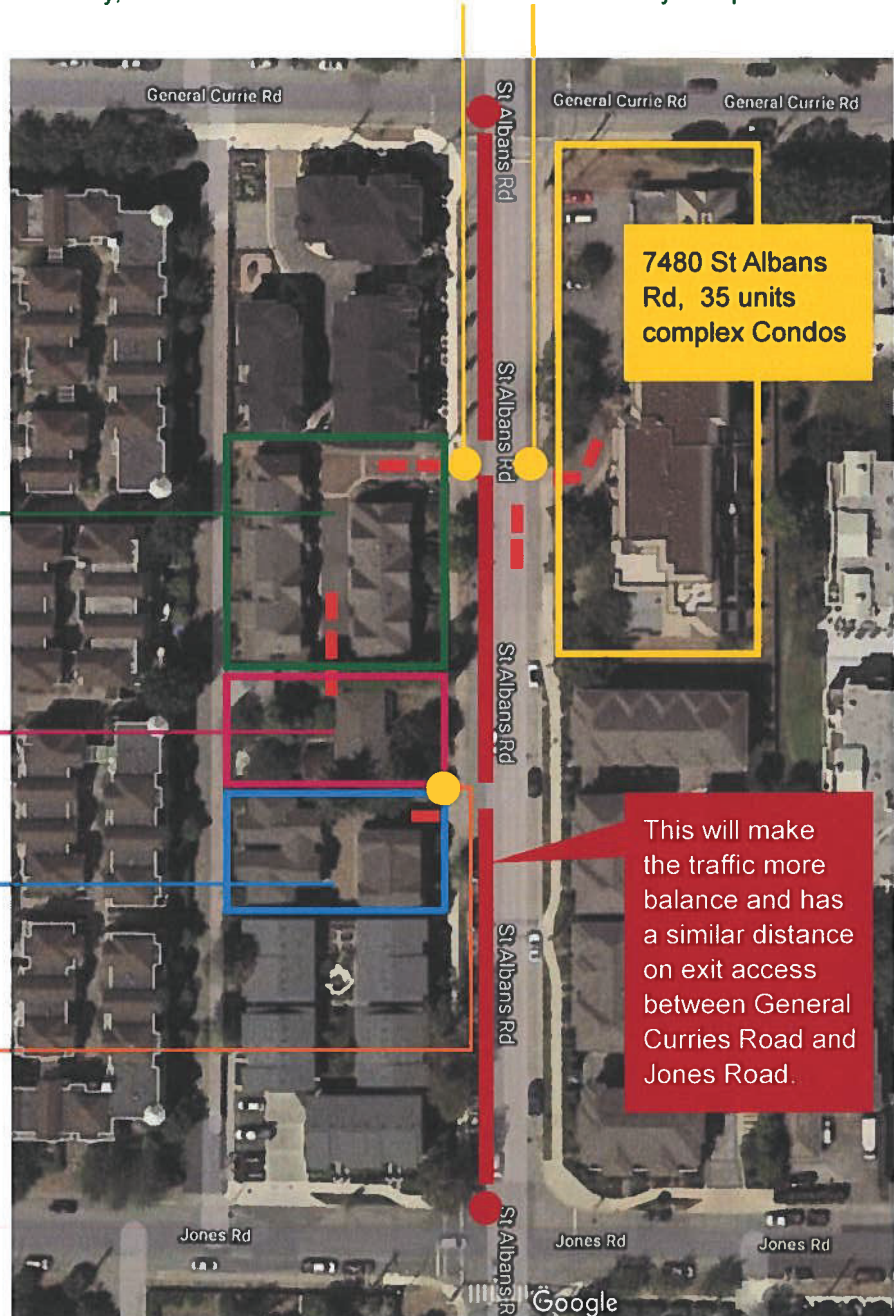 General Currie Rd
General Currie Rd
General Currie Rd
St Albans Rd
7480 St Albans
Rd, 35 units
complex Condos
St Albans Rd
St Albans Rd
This will make
the traffic more
balance and has
a similar distance
on exit access
between General
Curries Road and
Jones Road.
St Albans Rd
Jones Rd
St Albans R
Jones Rd
Jones Rd
Google